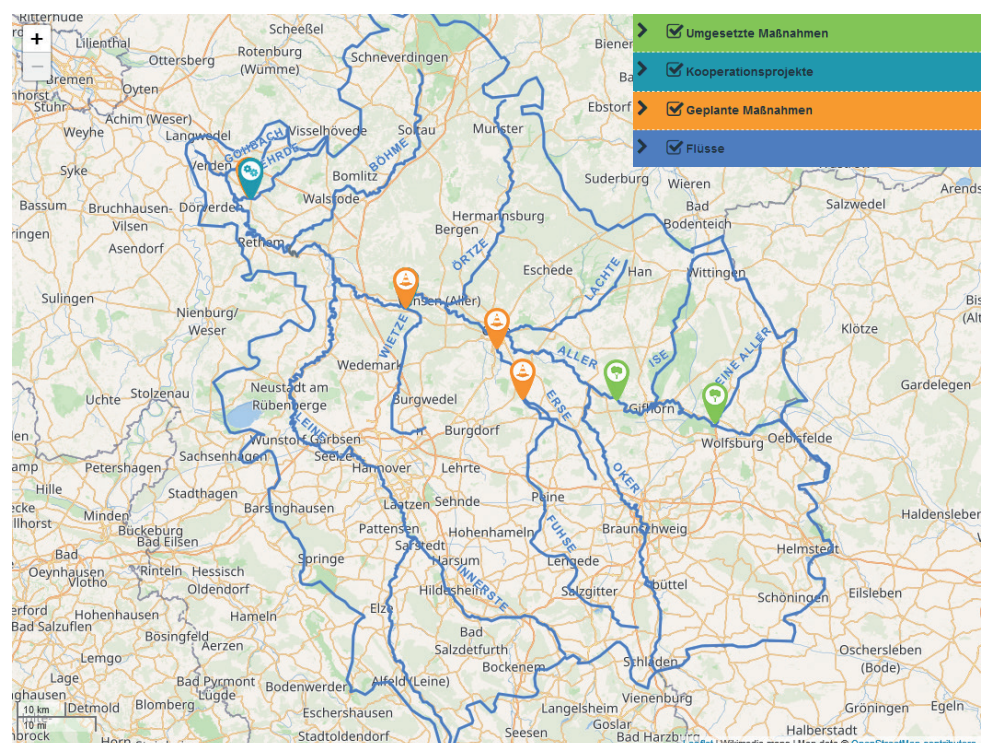 Ritterhude
Scheeßel
Umgesetzte Maßnahmen
+
Lilienthal
Rotenburg
(Wümme)
Schneverdingen
Ottersberg
−
Bremen
Kooperationsprojekte
Oyten
Stuhr
Ebstorf
Geplante Maßnahmen
Achim (Weser)
Weyhe
Langwedel
Visselhövede
Soltau
Munster
GOHBACH
Flüsse
Verden
BÖHME
Syke
Bomlitz
Suderburg
Wieren
Bassum
Bruchhausen-
Vilsen
Dörverden
Walsrode
Bad
Bodenteich
Salzwedel
Hermannsburg
Bergen
Asendorf
Rethem
ÖRTZE
Eschede
LACHTE
Wittingen
Sulingen
Nienburg/
Weser
WIETZE
Klötze
ALLER
ISE
Wedemark
Neustadt am
Rübenberge
Burgwedel
ERSE
Gardelegen
Uchte
Stolzenau
Gifhorn
Burgdorf
Wolfsburg
Oebisfelde
LEINE
Wunstorf
Garbsen
Seelze
Sachsenhagen
Hannover
Lehrte
OKER
Petershagen
Hille
Stadthagen
Barsinghausen
Laatzen
Sehnde
Peine
Minden
Bückeburg
Bad Eilsen
Pattensen
Sarstedt
Hohenhameln
FUHSE
Braunschweig
Haldensleben
Helmstedt
Bad
Oeynhausen
Vlotho
Rinteln
Hessisch
Oldendorf
Springe
Harsum
Hildesheim
INNERSTE
Lengede
Salzgitter
Schöningen
Eilsleben
Hohenhausen
Bad Salzuflen
Hameln
Elze
Bösingfeld
Aerzen
Bad
Salzdetfurth
Bockenem
Schladen
Oschersleben
(Bode)
Lemgo
Lage
Bad Pyrmont
Lügde
Bodenwerder
Alfeld (Leine)
Vienenburg
10 km
10 mi
Detmold
Blomberg
Eschershausen
Stadtoldendorf
Seesen
Langelsheim
Goslar
Halberstadt
Gröningen
Egeln